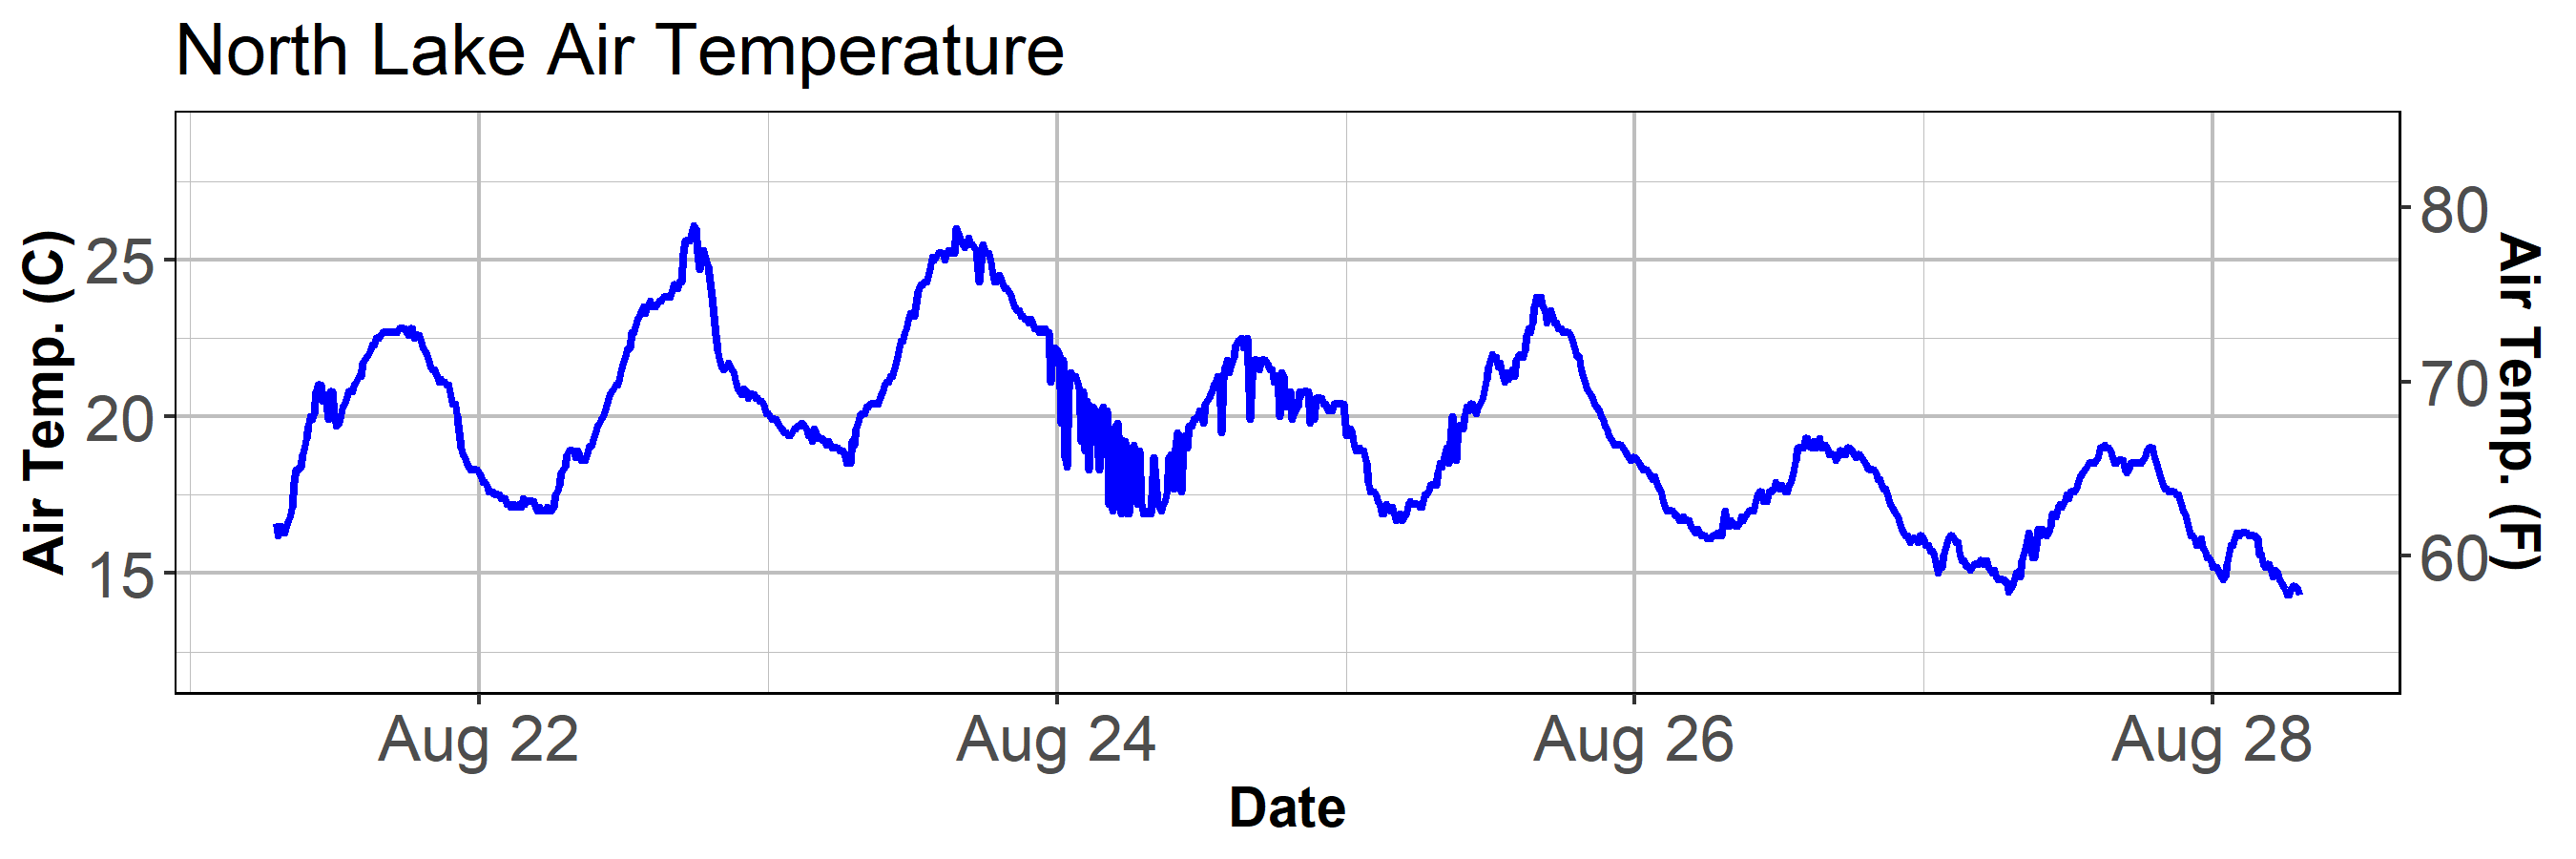 North Lake Air Temperature
Air Temp. (C)
25
20
15
80
70
60
Air Temp. (F)
Aug 22
Aug 24
Aug 26
Aug 28
Date